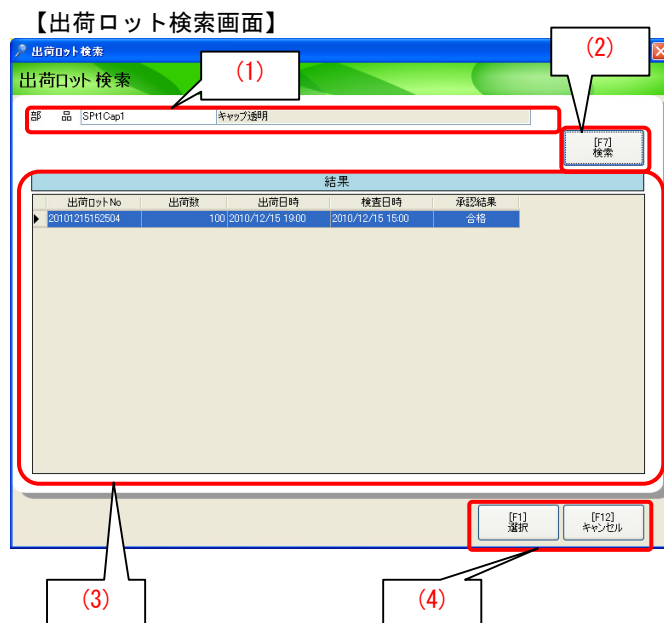 【出荷ロット検索画面】
出荷ロット検索
(2)
出荷ロット 検索
(1)
部 品 SPt1Cap1 キャップ透明
[F7]
検索
結果
出荷ロットNo 出荷数 出荷日時 検査日時 承認結果
20101215152504 100 2010/12/15 19:00 2010/12/15 15:00 合格
[F1]
選択
[F12]
キャンセル
(3)
(4)